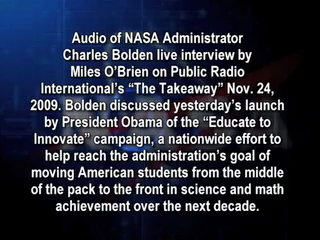 Audio of NASA Administrator
Charles Bolden live interview by
Miles O’Brien on Public Radio
International’s “The Takeaway” Nov. 24,
2009. Bolden discussed yesterday’s launch
by President Obama of the “Educate to
Innovate” campaign, a nationwide effort to
help reach the administration’s goal of
moving American students from the middle
of the pack to the front in science and math
achievement over the next decade.